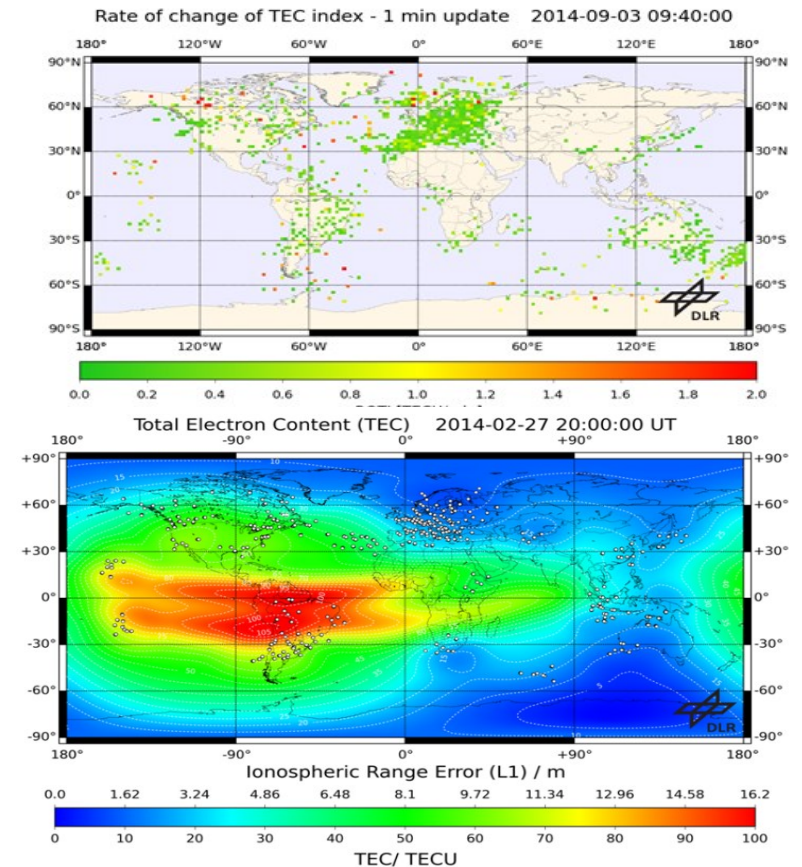 Rate of change of TEC index - 1 min update 2014-09-03 09:40:00
180° 120°W 60°W 0° 60°E 120°E 180°
90°N 90°N
60°N 60°N
30°N 30°N
0° 0°
30°S 30°S
60°S 60°S
DLR
90°S 90°S
180° 120°W 60°W 0° 60°E 120°E 180°
0.0 0.2 0.4 0.6 0.8 1.0 1.2 1.4 1.6 1.8 2.0
Total Electron Content (TEC) 2014-02-27 20:00:00 UT
180° -90° 0° +90° 180°
+90° +90°
+60° +60°
+30° +30°
0° 0°
-30° -30°
-60° -60°
DLR
-90° -90°
180° -90° 0° +90° 180°
Ionospheric Range Error (L1) / m
0.0 1.62 3.24 4.86 6.48 8.1 9.72 11.34 12.96 14.58 16.2
0 10 20 30 40 50 60 70 80 90 100
TEC/ TECU